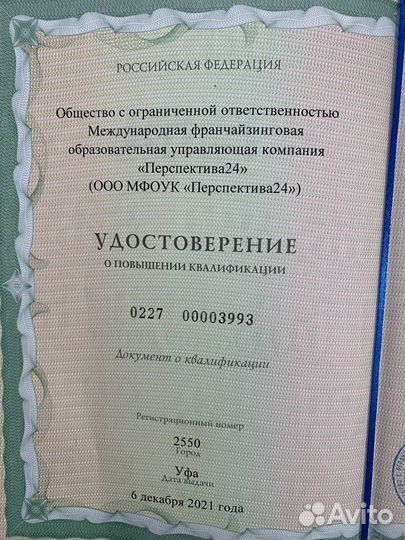 РОССИЙСКАЯ ФЕДЕРАЦИЯ
Общество с ограниченной ответственностью
Международная франчайзинговая
образовательная управляющая компания
«Перспектива24»
(ООО МФОУК «Перспектива24»)
УДОСТОВЕРЕНИЕ
О ПОВЫШЕНИИ КВАЛИФИКАЦИИ
0227 00003993
Документ о квалификации
Регистрационный номер
2550
Город
Уфа
Дата выдачи
6 декабря 2021 года
Avito